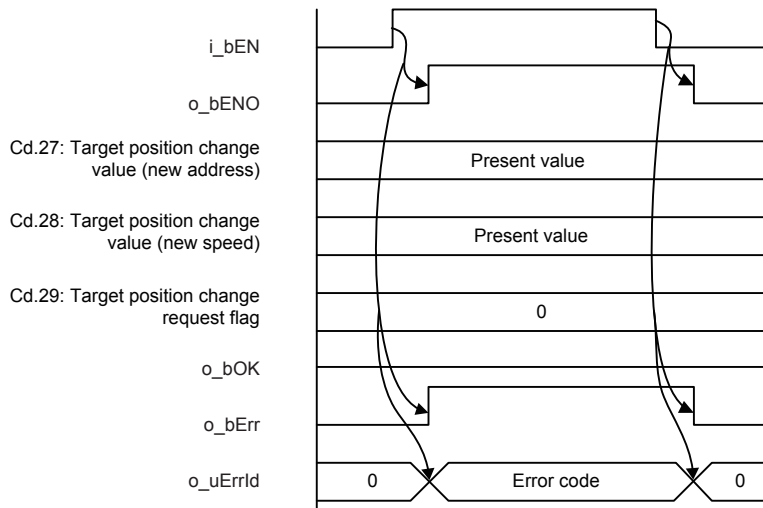 i_bEN
o_bENO
Cd.27: Target position change
value (new address)
Present value
Cd.28: Target position change
value (new speed)
Present value
Cd.29: Target position change
request flag
0
o_bOK
o_bErr
o_uErrId
0
Error code
0